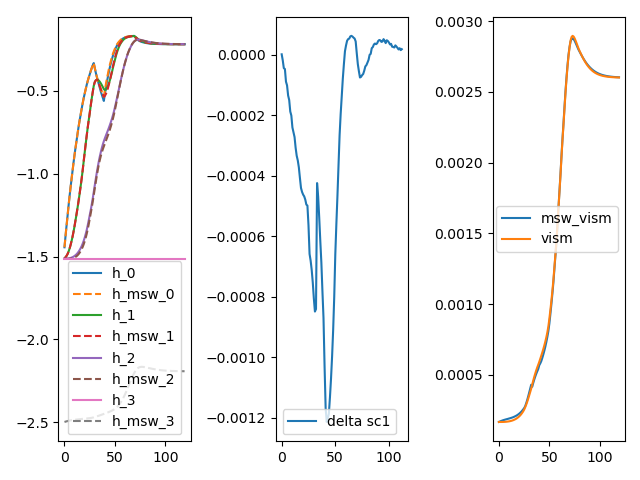 −0.5
−1.0
−1.5
−2.0
−2.5
0
50
100
h_0
h_msw_0
h_1
h_msw_1
h_2
h_msw_2
h_3
h_msw_3
0.0000
−0.0002
−0.0004
−0.0006
−0.0008
−0.0010
−0.0012
0
50
100
delta sc1
0.0030
0.0025
0.0020
0.0015
0.0010
0.0005
0
50
100
msw_vism
vism